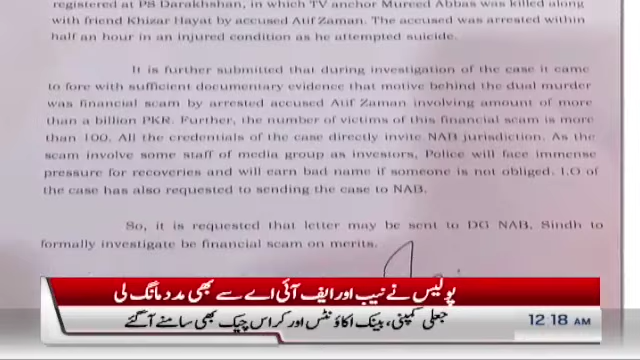 registered at PS Darakhshan, in which TV anchor Mureed Abbas was killed along
with friend Khizar Hayat by accused Atif Zaman. The accused was arrested within
half an hour in an injured condition as he attempted suicide.
It is further submitted that during investigation of the case it came
to fore with sufficient documentary evidence that motive behind the dual murder
was financial scam by arrested accused Atif Zaman involving amount of more
than a billion PKR. Further, the number of victims of this financial scam is more
than 100. All the credentials of the case directly invite NAB jurisdiction. As the
scam involve some staff of media group as investors, Police will face immense
pressure for recoveries and will earn bad name if someone is not obliged. I.O of
the case has also requested to sending the case to NAB.
So, it is requested that letter may be sent to DG NAB, Sindh to
formally investigate be financial scam on merits.
پولیس نے نیب اور ایف آئی اے سے بھی مدد مانگ لی
جعلی کمپنی، بینک اکاؤنٹس اور کراس چیک بھی سامنے آگئے
12:18 AM